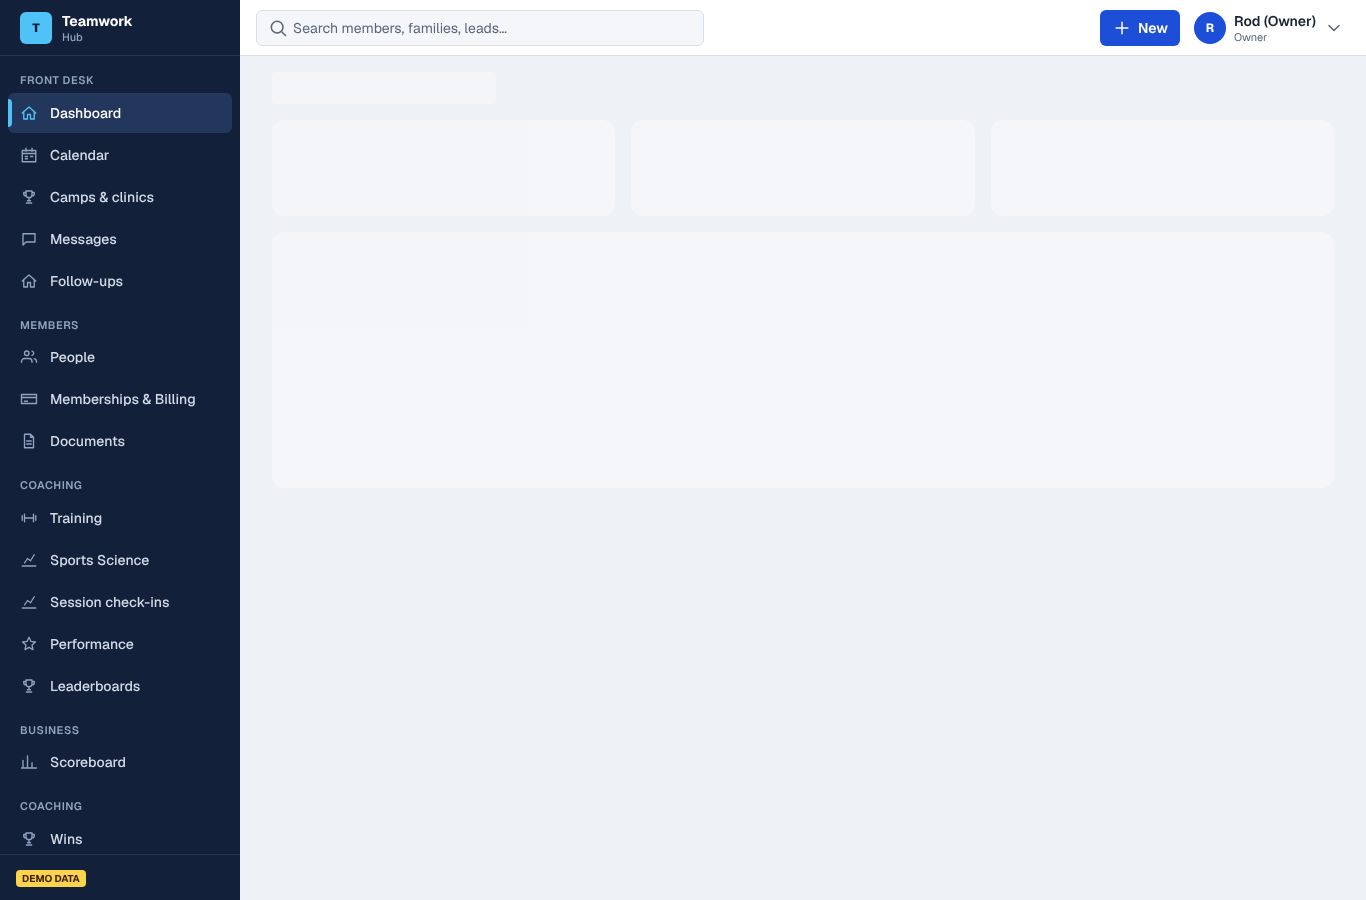 T
Teamwork
Hub
Search members, families, leads...
New
R
Rod (Owner)
Owner
FRONT DESK
Dashboard
Calendar
Camps & clinics
Messages
Follow-ups
MEMBERS
People
Memberships & Billing
Documents
COACHING
Training
Sports Science
Session check-ins
Performance
Leaderboards
BUSINESS
Scoreboard
COACHING
Wins
DEMO DATA